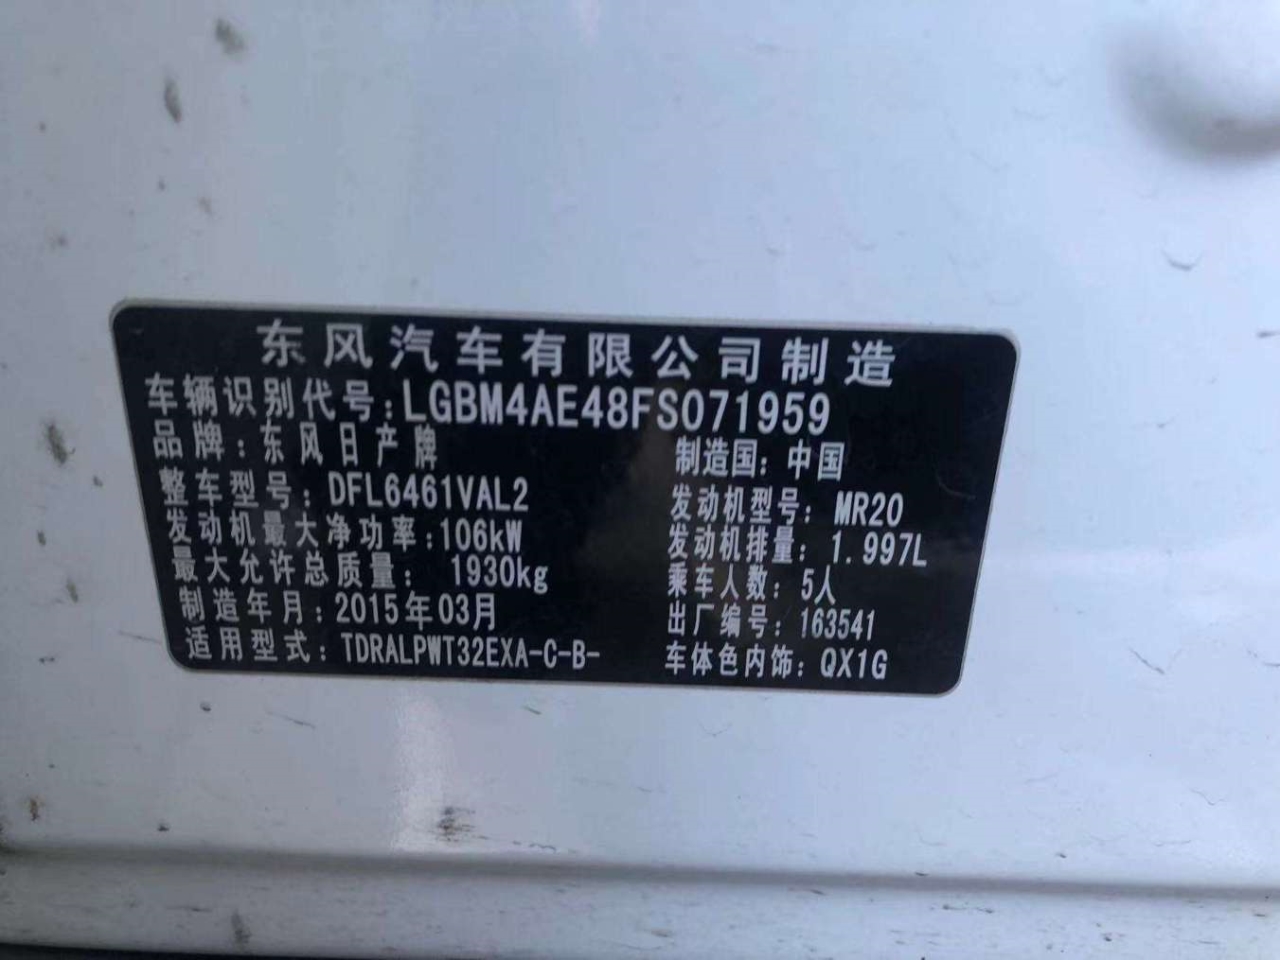 东风汽车有限公司制造
车辆识别代号:LGBM4AE48FS071959
品牌:东风日产牌 制造国:中国
整车型号:DFL6461VAL2 发动机型号:MR20
发动机最大净功率:106kW 发动机排量:1.997L
最大允许总质量:1930kg 乘车人数:5人
制造年月:2015年03月 出厂编号:163541
适用型式:TDRALPWT32EXA-C-B- 车体色内饰:QX1G